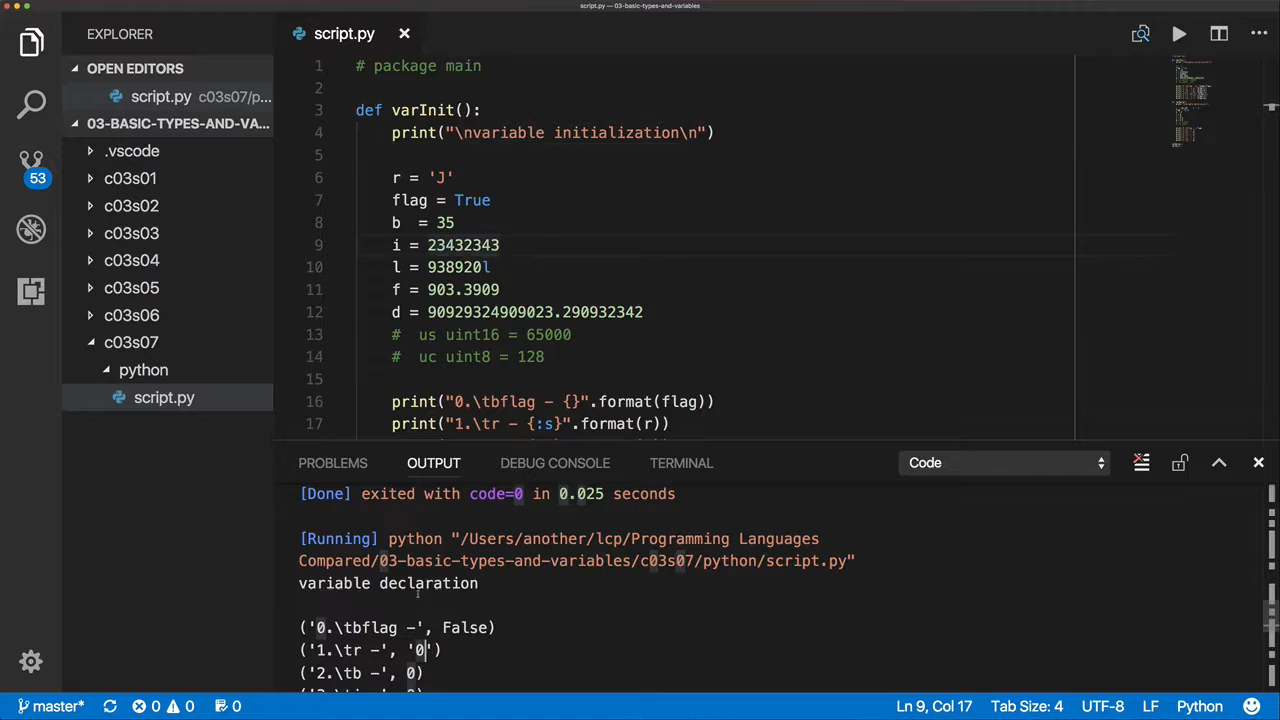 script.py — 03-basic-types-and-variables
EXPLORER
OPEN EDITORS
script.py c03s07/p...
03-BASIC-TYPES-AND-VA...
.vscode
c03s01
c03s02
c03s03
c03s04
c03s05
c03s06
c03s07
python
script.py
53
script.py
1 # package main
2
3 def varInit():
4 print("\nvariable initialization\n")
5
6 r = 'J'
7 flag = True
8 b  = 35
9 i = 23432343
10 l = 938920l
11 f = 903.3909
12 d = 90929324909023.290932342
13 #  us uint16 = 65000
14 #  uc uint8 = 128
15
16 print("0.\tbflag - {}".format(flag))
17 print("1.\tr - {:s}".format(r))
PROBLEMS OUTPUT DEBUG CONSOLE TERMINAL Code
[Done] exited with code=0 in 0.025 seconds
[Running] python "/Users/another/lcp/Programming Languages
Compared/03-basic-types-and-variables/c03s07/python/script.py"
variable declaration
('0.\tbflag -', False)
('1.\tr -', '0')
('2.\tb -', 0)
master* 0 0 0 Ln 9, Col 17 Tab Size: 4 UTF-8 LF Python